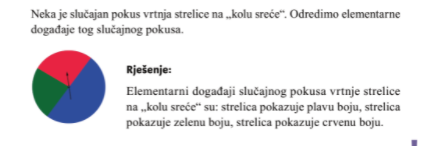 Neka je slučajan pokus vrtnja strelice na „kolu sreće“. Odredimo elementarne
događaje tog slučajnog pokusa.
Rješenje:
Elementarni događaji slučajnog pokusa vrtnje strelice
na „kolu sreće“ su: strelica pokazuje plavu boju, strelica
pokazuje zelenu boju, strelica pokazuje crvenu boju.